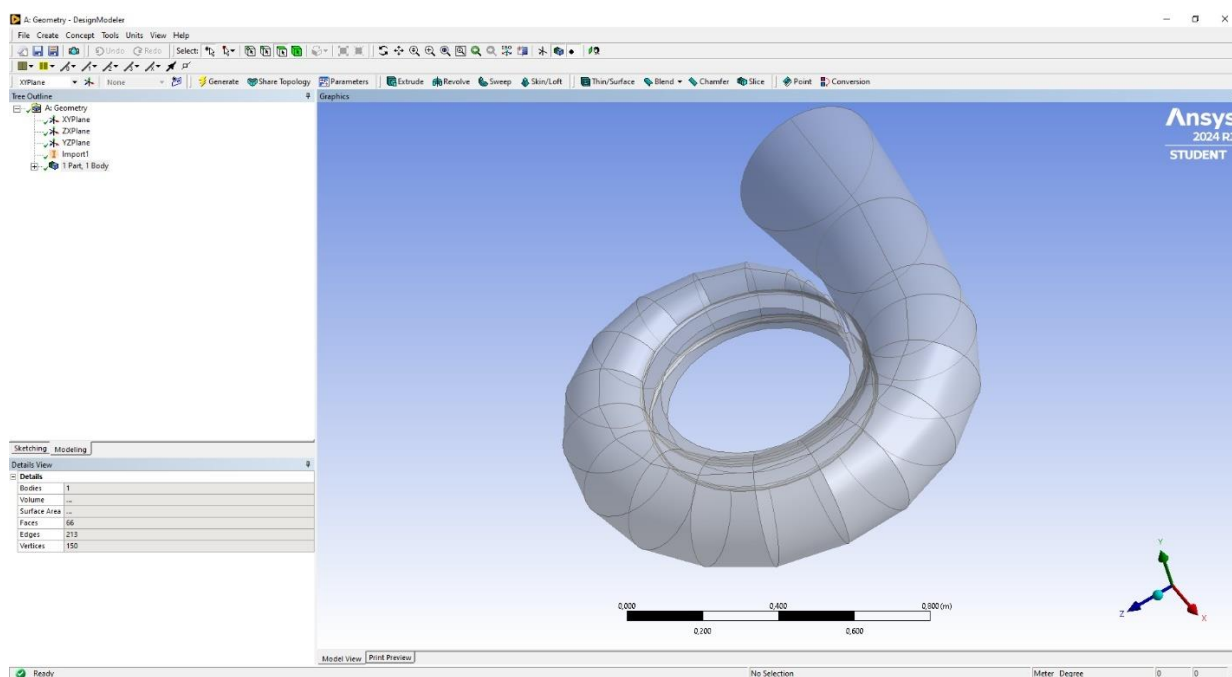 A: Geometry - DesignModeler
File Create Concept Tools Units View Help
Undo Redo Select:
XYPlane None Generate Share Topology Parameters Extrude Revolve Sweep Skin/Loft Thin/Surface Blend Chamfer Slice Point Conversion
Tree Outline
Graphics
A: Geometry
XYPlane
ZXPlane
YZPlane
Import1
1 Part, 1 Body
Ansys
2024
STUDENT
Sketching Modeling
Details View
Details
Bodies 1
Volume ...
Surface Area ...
Faces 66
Edges 213
Vertices 150
0,000 0,400 0,800 (m)
0,200 0,600
Y
Z
X
Model View Print Preview
Ready No Selection Meter Degree 0 0